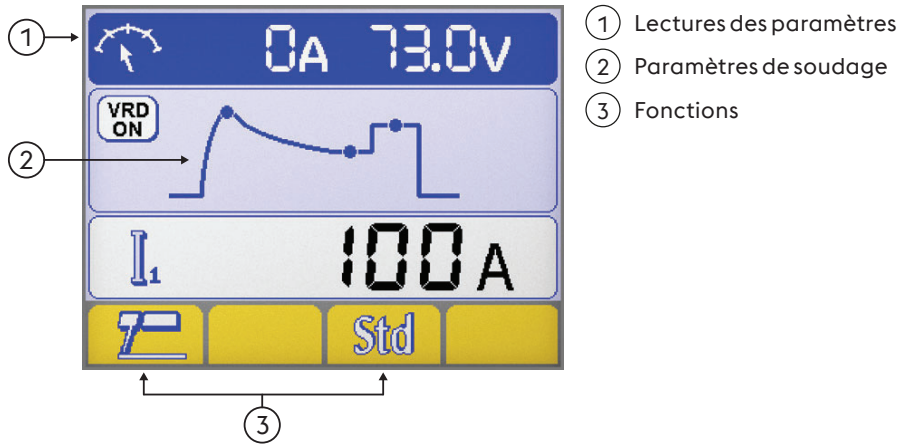 1 0A 73.0V
1 Lectures des paramètres
2 Paramètres de soudage
3 Fonctions
VRD
ON
2
I1 100A
Std
3